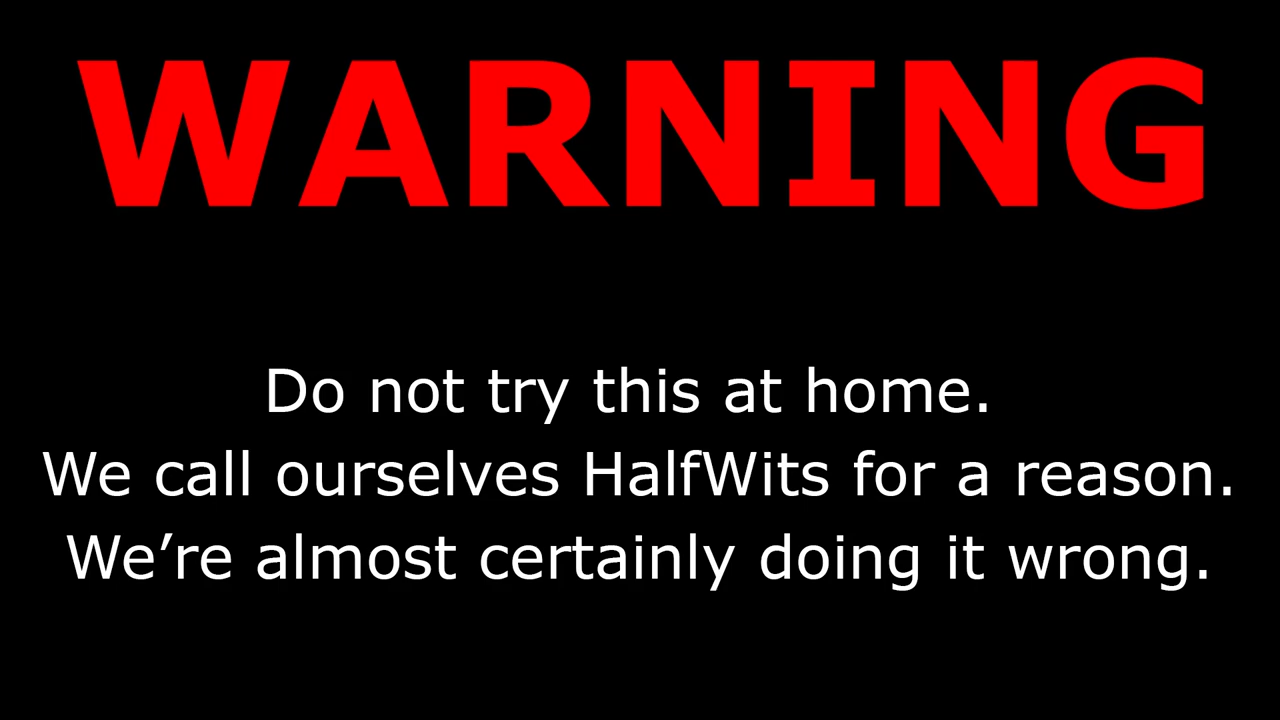 WARNING
Do not try this at home.
We call ourselves HalfWits for a reason.
We’re almost certainly doing it wrong.